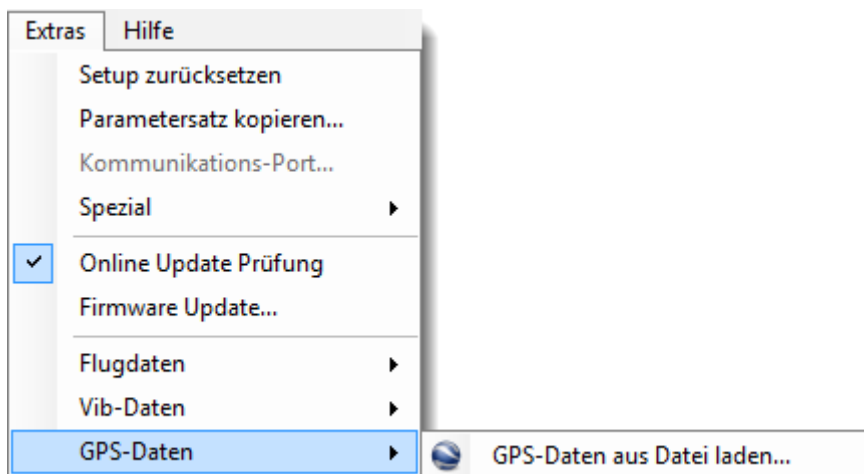 Extras Hilfe
Setup zurücksetzen
Parametersatz kopieren...
Kommunikations-Port...
Spezial
Online Update Prüfung
Firmware Update...
Flugdaten
Vib-Daten
GPS-Daten GPS-Daten aus Datei laden...